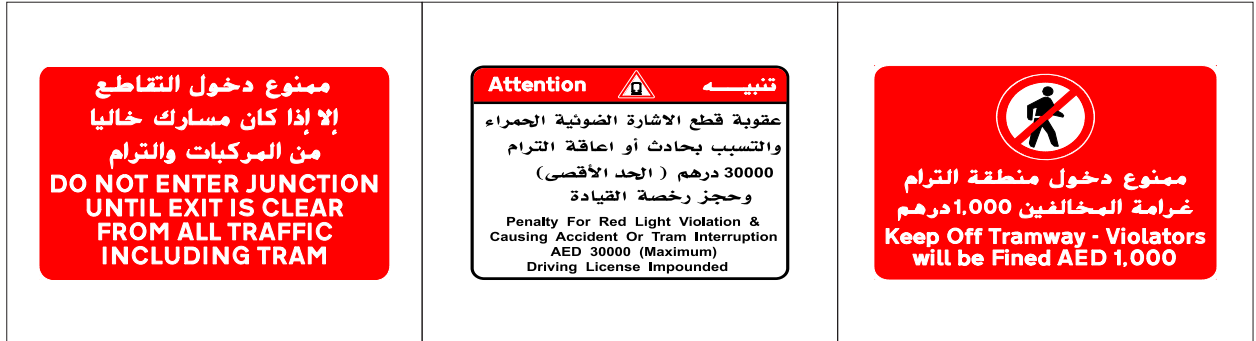 ممنوع دخول التقاطع
إلا إذا كان مسارك خاليا
من المركبات والترام
DO NOT ENTER JUNCTION
UNTIL EXIT IS CLEAR
FROM ALL TRAFFIC
INCLUDING TRAM
Attention تنبيـــــه
عقوبة قطع الاشارة الضوئية الحمراء
والتسبب بحادث أو اعاقة الترام
30000 درهم ( الحد الأقصى)
وحجز رخصة القيادة
Penalty For Red Light Violation &
Causing Accident Or Tram Interruption
AED 30000 (Maximum)
Driving License Impounded
ممنوع دخول منطقة الترام
غرامة المخالفين 1,000 درهم
Keep Off Tramway - Violators
will be Fined AED 1,000